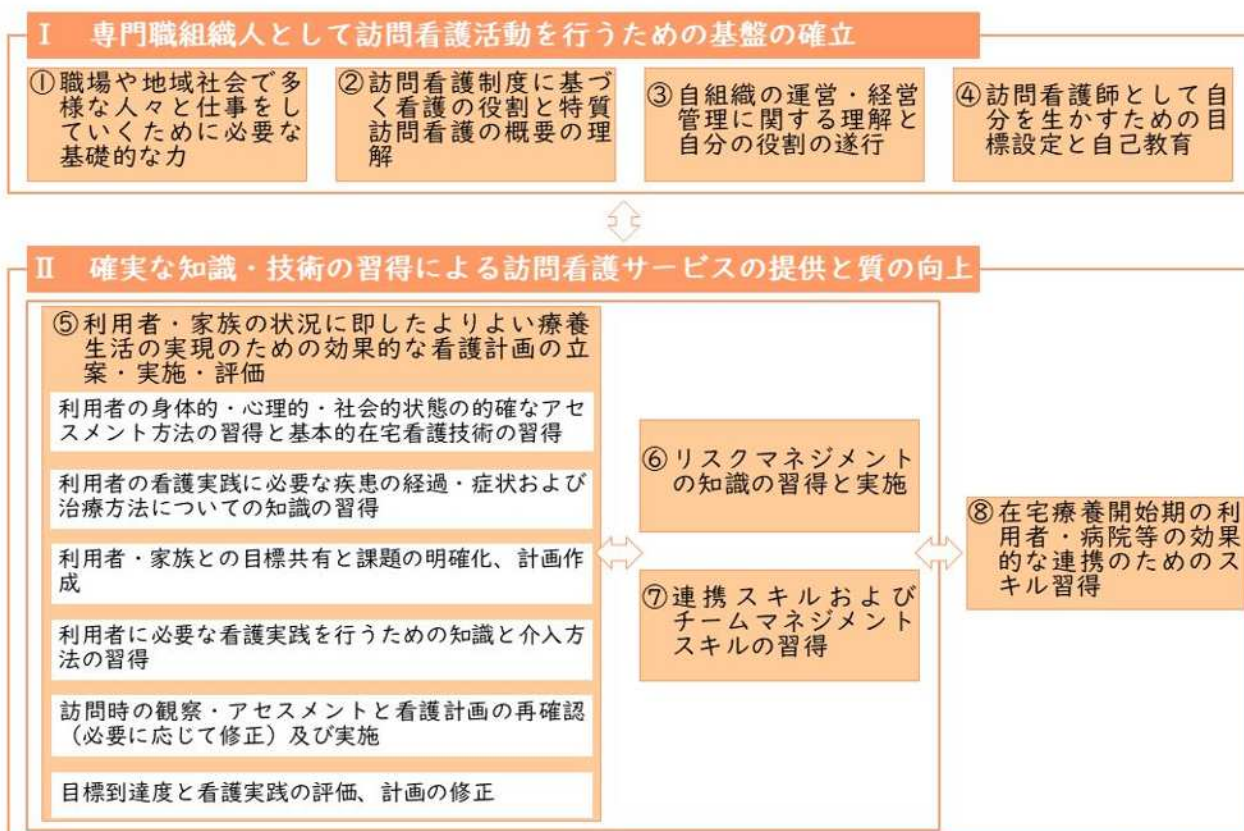 Ⅰ 専門職組織人として訪問看護活動を行うための基盤の確立
①職場や地域社会で多
様な人々と仕事をし
ていくために必要な
基礎的な力
②訪問看護制度に基づ
く看護の役割と特質
訪問看護の概要の理
解
③自組織の運営・経営
管理に関する理解と
自分の役割の遂行
④訪問看護師として自
分を生かすための目
標設定と自己教育
Ⅱ 確実な知識・技術の習得による訪問看護サービスの提供と質の向上
⑤利用者・家族の状況に即したよりよい療養
生活の実現のための効果的な看護計画の立
案・実施・評価
利用者の身体的・心理的・社会的状態の的確なアセ
スメント方法の習得と基本的在宅看護技術の習得
利用者の看護実践に必要な疾患の経過・症状および
治療方法についての知識の習得
利用者・家族との目標共有と課題の明確化、計画作
成
利用者に必要な看護実践を行うための知識と介入方
法の習得
訪問時の観察・アセスメントと看護計画の再確認
（必要に応じて修正）及び実施
目標到達度と看護実践の評価、計画の修正
⑥リスクマネジメント
の知識の習得と実施
⑦連携スキルおよび
チームマネジメント
スキルの習得
⑧在宅療養開始期の利
用者・病院等の効果
的な連携のためのス
キル習得